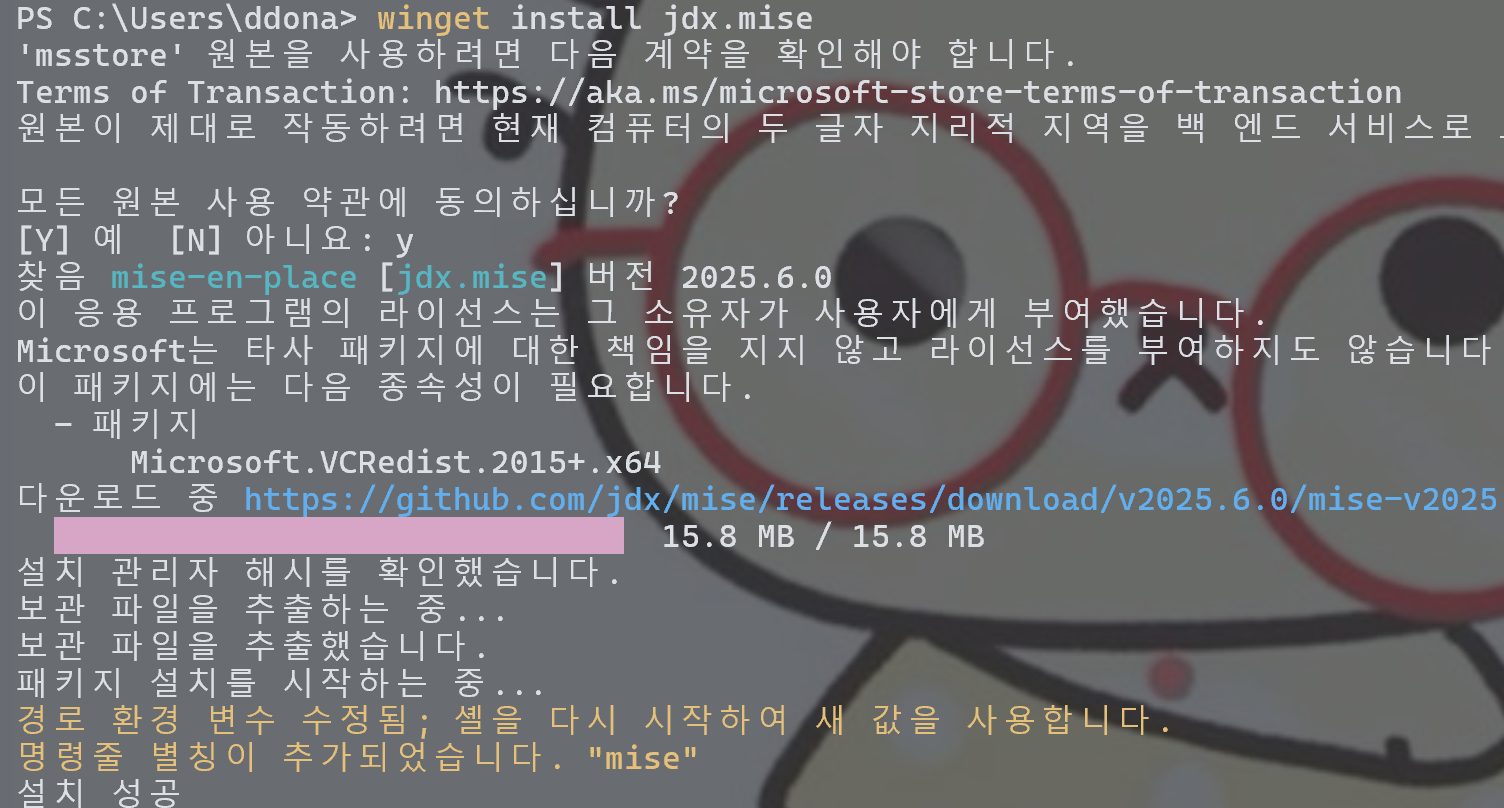 PS C:\Users\ddona> winget install jdx.mise
'msstore' 원본을 사용하려면 다음 계약을 확인해야 합니다.
Terms of Transaction: https://aka.ms/microsoft-store-terms-of-transaction
원본이 제대로 작동하려면 현재 컴퓨터의 두 글자 지리적 지역을 백 엔드 서비스로
모든 원본 사용 약관에 동의하십니까?
[Y] 예  [N] 아니요: y
찾음 mise-en-place [jdx.mise] 버전 2025.6.0
이 응용 프로그램의 라이선스는 그 소유자가 사용자에게 부여했습니다.
Microsoft는 타사 패키지에 대한 책임을 지지 않고 라이선스를 부여하지도 않습니다
이 패키지에는 다음 종속성이 필요합니다.
- 패키지
Microsoft.VCRedist.2015+.x64
다운로드 중 https://github.com/jdx/mise/releases/download/v2025.6.0/mise-v2025
15.8 MB / 15.8 MB
설치 관리자 해시를 확인했습니다.
보관 파일을 추출하는 중...
보관 파일을 추출했습니다.
패키지 설치를 시작하는 중...
경로 환경 변수 수정됨; 셸을 다시 시작하여 새 값을 사용합니다.
명령줄 별칭이 추가되었습니다. "mise"
설치 성공